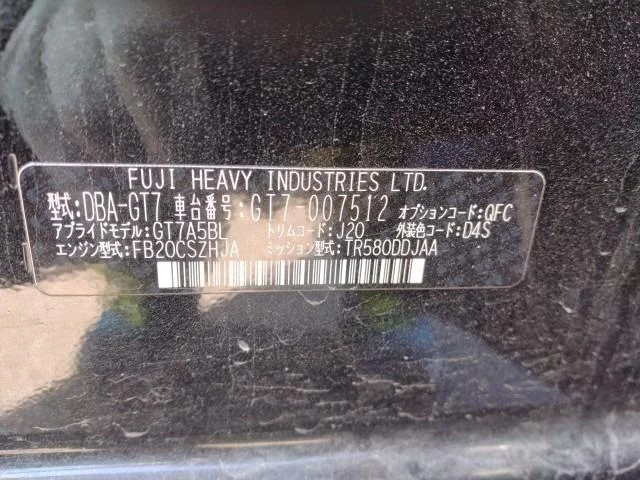 FUJI HEAVY INDUSTRIES LTD.
型式:DBA-GT7 車台番号:GT7-007512 オプションコード:QFC
アプライドモデル:GT7A5BL トリムコード:J20 外装色コード:D4S
エンジン型式:FB20CSZHJA ミッション型式:TR580DDJAA